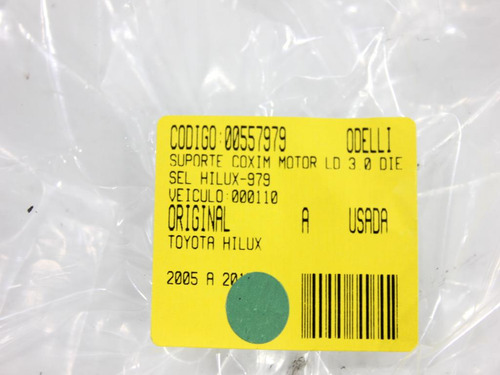 CODIGO:00557979 ODELLI
SUPORTE COXIM MOTOR LD 3.0 DIE
SEL HILUX-979
VEICULO:000110
ORIGINAL A USADA
TOYOTA HILUX
2005 A